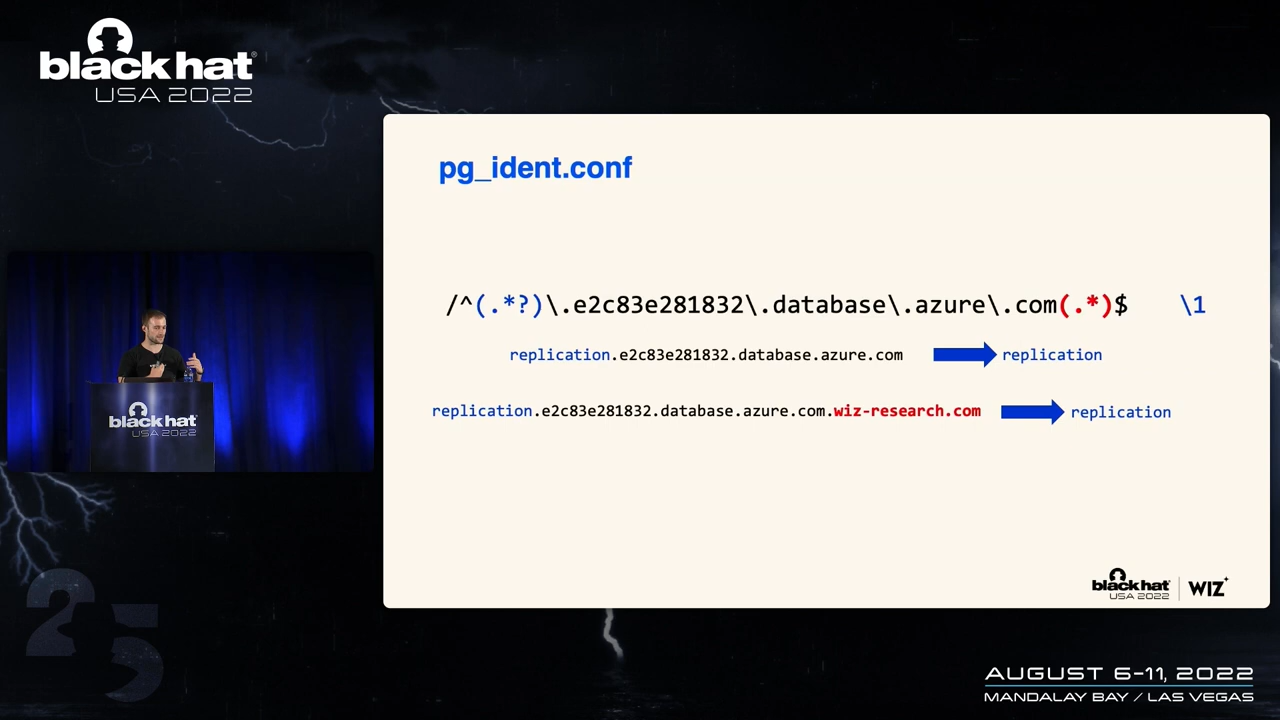 black hat®
USA 2022
pg_ident.conf
/^(.*?)\.e2c83e281832\.database\.azure\.com(.*)$ \1
replication.e2c83e281832.database.azure.com replication
replication.e2c83e281832.database.azure.com.wiz-research.com replication
black hat
USA 2022
black hat
USA 2022
WIZ
25
AUGUST 6-11, 2022
MANDALAY BAY / LAS VEGAS